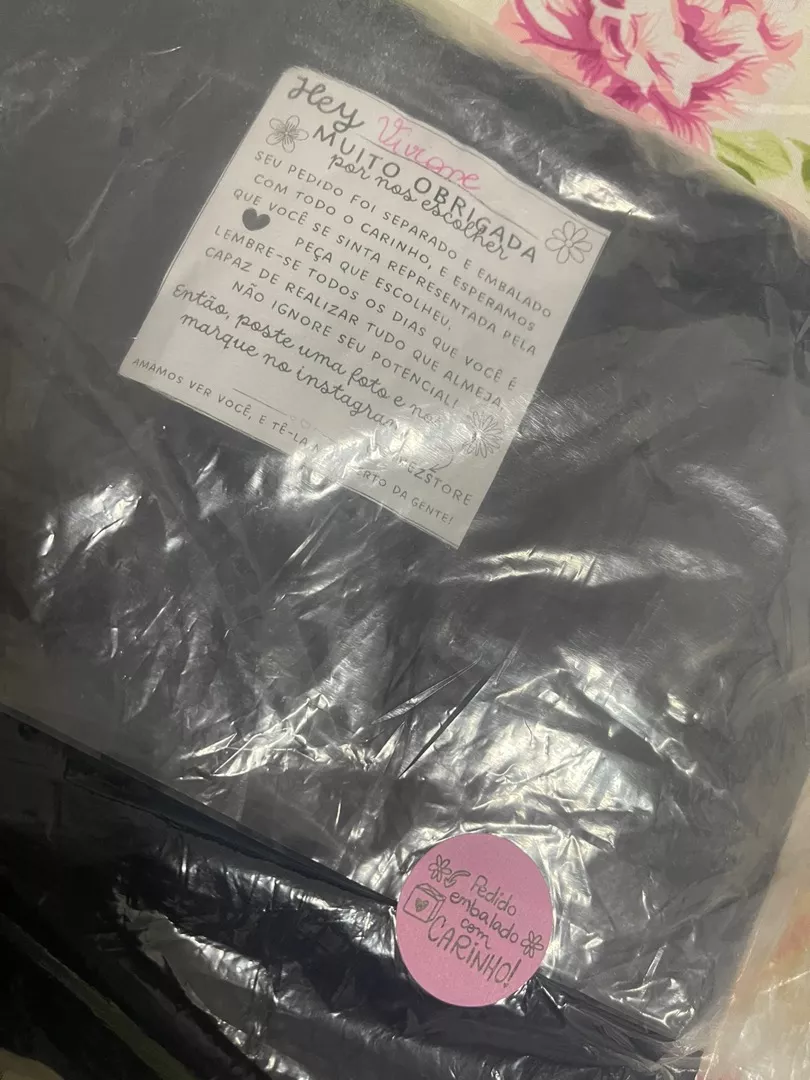 Hey Viviane
MUITO OBRIGADA
por nos escolher
SEU PEDIDO FOI SEPARADO E EMBALADO
COM TODO O CARINHO, E ESPERAMOS
QUE VOCÊ SE SINTA REPRESENTADA PELA
PEÇA QUE ESCOLHEU.
LEMBRE-SE TODOS OS DIAS QUE VOCÊ É
CAPAZ DE REALIZAR TUDO QUE ALMEJA,
NÃO IGNORE SEU POTENCIAL!
Então, poste uma foto e nos
marque no instagram
EZSTORE
AMAMOS VER VOCÊ, E TÊ-LA DA GENTE!
Pedido
embalado
com
CARINHO!